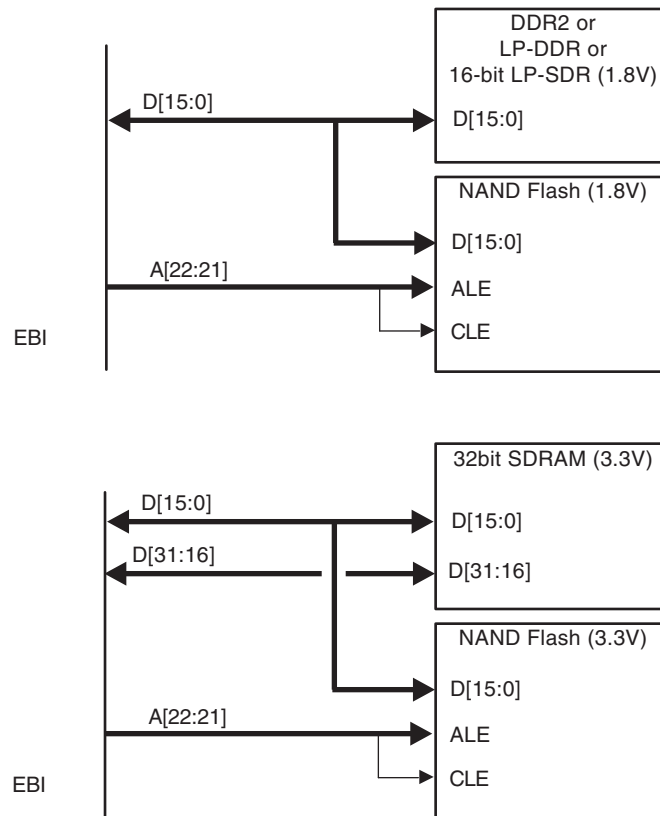 DDR2 or
LP-DDR or
16-bit LP-SDR (1.8V)
D[15:0]
D[15:0]
NAND Flash (1.8V)
D[15:0]
A[22:21]
ALE
EBI
CLE
32bit SDRAM (3.3V)
D[15:0]
D[15:0]
D[31:16]
D[31:16]
NAND Flash (3.3V)
D[15:0]
A[22:21]
ALE
EBI
CLE